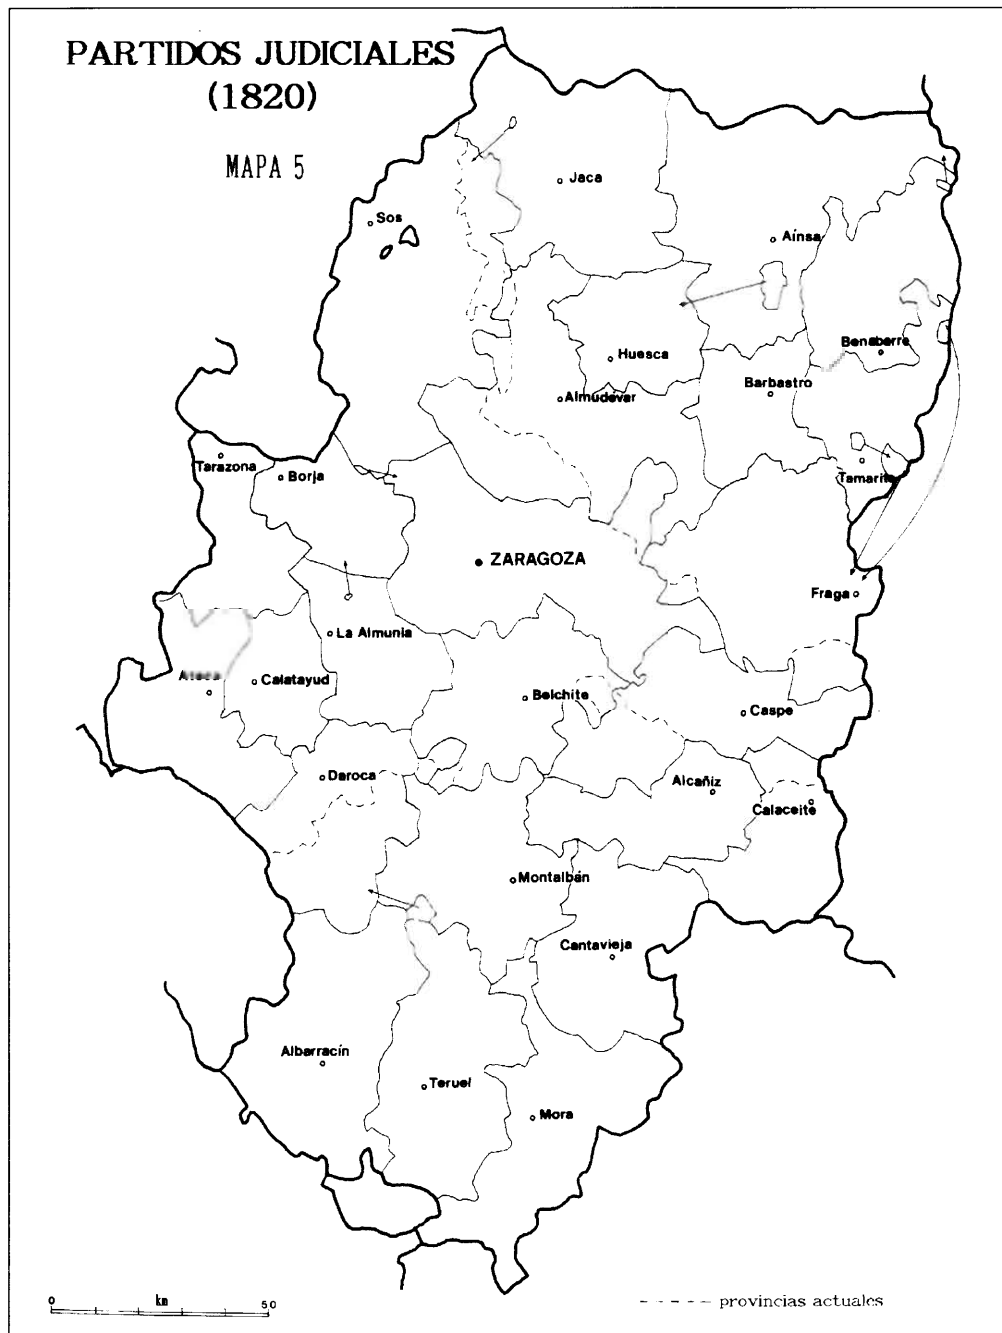 PARTIDOS JUDICIALES
(1820)
MAPA 5
Jaca
Sos
Aínsa
Huesca
Benabarre
Barbastro
Almudévar
Tarazona
Borja
Tamarite
ZARAGOZA
Fraga
La Almunia
Ateca
Calatayud
Belchite
Caspe
Daroca
Alcañiz
Calaceite
Montalbán
Cantavieja
Albarracín
Teruel
Mora
0 km 50
provincias actuales